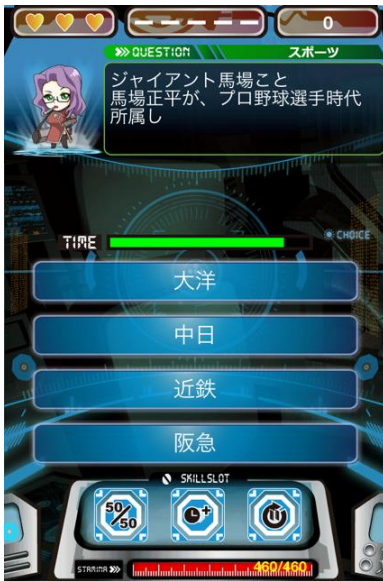 0
QUESTION
スポーツ
ジャイアント馬場こと
馬場正平が、プロ野球選手時代
所属し
TIME
CHOICE
大洋
中日
近鉄
阪急
SKILLSLOT
50/50
STAMINA
460/460